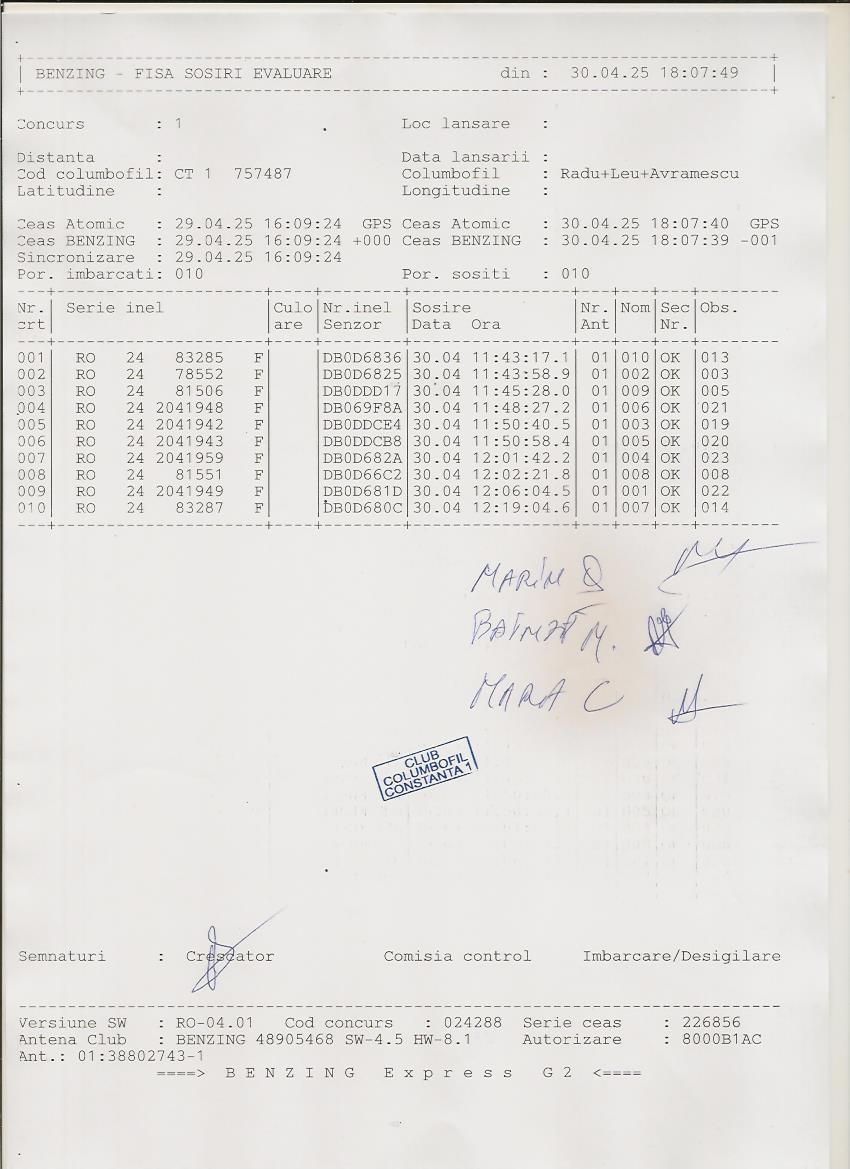 BENZING - FISA SOSIRI EVALUARE din : 30.04.25 18:07:49
Concurs : 1 Loc lansare :
Distanta : Data lansarii :
Cod columbofil: CT 1 757487 Columbofil : Radu+Leu+Avramescu
Latitudine : Longitudine :
Ceas Atomic : 29.04.25 16:09:24 GPS Ceas Atomic : 30.04.25 18:07:40 GPS
Ceas BENZING : 29.04.25 16:09:24 +000 Ceas BENZING : 30.04.25 18:07:39 -001
Sincronizare : 29.04.25 16:09:24
Por. imbarcati: 010 Por. sositi : 010
Nr. | Serie inel |Culo|Nr.inel |Sosire | Nr.|Nom|Sec|Obs.
crt | |are |Senzor |Data Ora | Ant| |Nr.|
001 RO 24 83285 F DB0D6836 30.04 11:43:17.1 01 010 OK 013
002 RO 24 78552 F DB0D6825 30.04 11:43:58.9 01 002 OK 003
003 RO 24 81506 F DB0DDD17 30.04 11:45:28.0 01 009 OK 005
004 RO 24 2041948 F DB069F8A 30.04 11:48:27.2 01 006 OK 021
005 RO 24 2041942 F DB0DDCE4 30.04 11:50:40.5 01 003 OK 019
006 RO 24 2041943 F DB0DDCB8 30.04 11:50:58.4 01 005 OK 020
007 RO 24 2041959 F DB0D682A 30.04 12:01:42.2 01 004 OK 023
008 RO 24 81551 F DB0D66C2 30.04 12:02:21.8 01 008 OK 008
009 RO 24 2041949 F DB0D681D 30.04 12:06:04.5 01 001 OK 022
010 RO 24 83287 F DB0D680C 30.04 12:19:04.6 01 007 OK 014
MARIN
M.
MARA C
CLUB
COLUMBOFIL
CONSTANTA 1
Semnaturi : Crescator Comisia control Imbarcare/Desigilare
Versiune SW : RO-04.01 Cod concurs : 024288 Serie ceas : 226856
Antena Club : BENZING 48905468 SW-4.5 HW-8.1 Autorizare : 8000B1AC
Ant.: 01:38802743-1
====> B E N Z I N G E x p r e s s G 2 <====